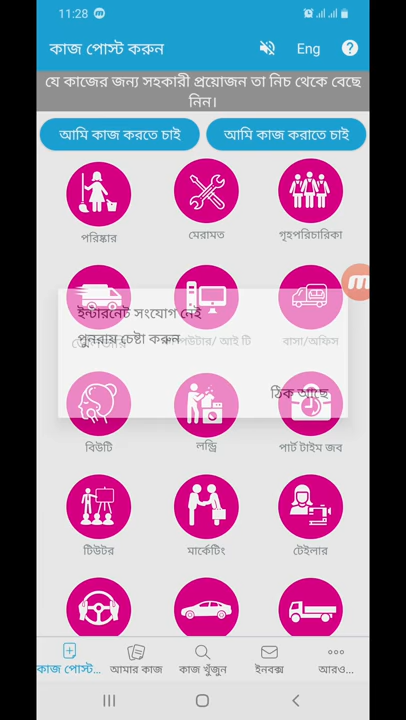 11:28
কাজ পোস্ট করুন
Eng
যে কাজের জন্য সহকারী প্রয়োজন তা নিচ থেকে বেছে
নিন।
আমি কাজ করতে চাই
আমি কাজ করাতে চাই
পরিষ্কার
মেরামত
গৃহপরিচারিকা
ইন্টারনেট সংযোগ নেই
পুনরায় চেষ্টা করুন
আই টি
বাসা/অফিস
ঠিক আছে
বিউটি
লন্ড্রি
পার্ট টাইম জব
টিউটর
মার্কেটিং
টেইলার
কাজ পোস্ট...
আমার কাজ
কাজ খুঁজুন
ইনবক্স
আরও...